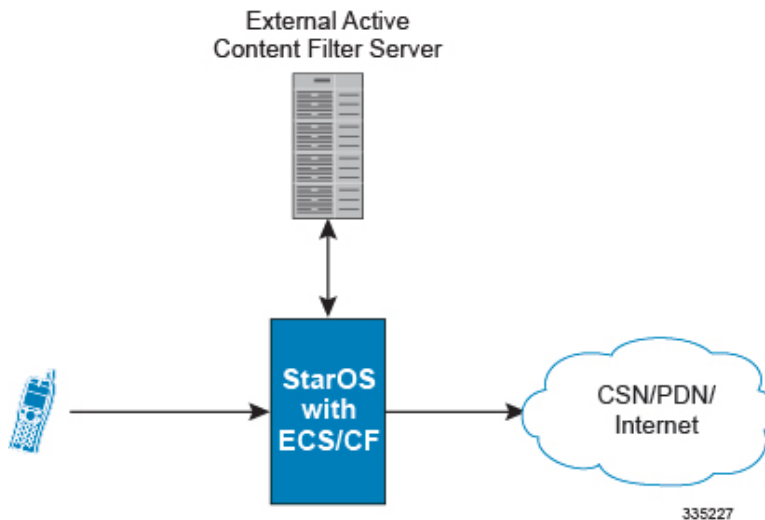 External Active
Content Filter Server
StarOS
with
ECS/CF
CSN/PDN/
Internet
335227